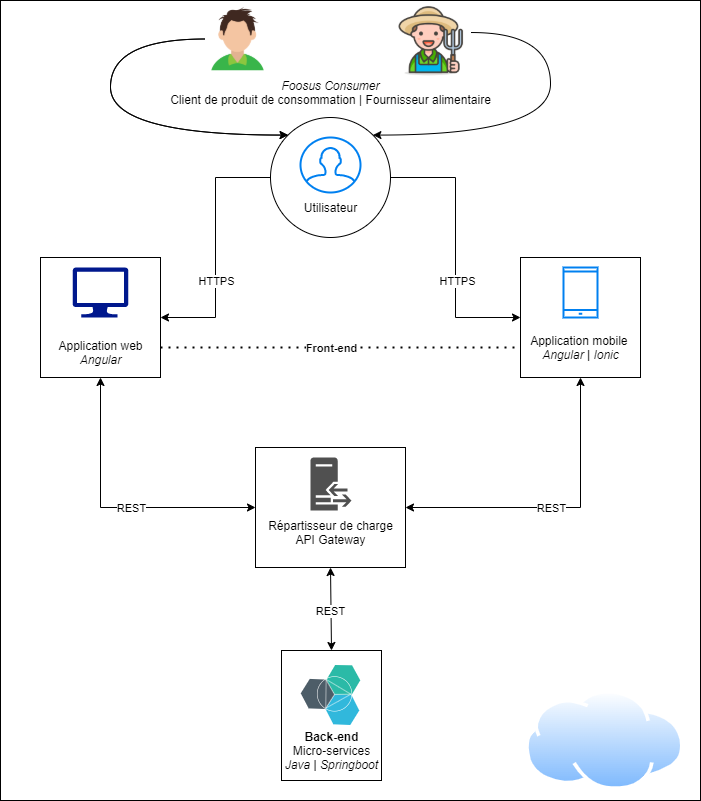 Foosus Consumer
Client de produit de consommation | Fournisseur alimentaire
Utilisateur
HTTPS
HTTPS
Application web
Angular
Front-end
Application mobile
Angular | Ionic
REST
REST
Répartisseur de charge
API Gateway
REST
Back-end
Micro-services
Java | Springboot